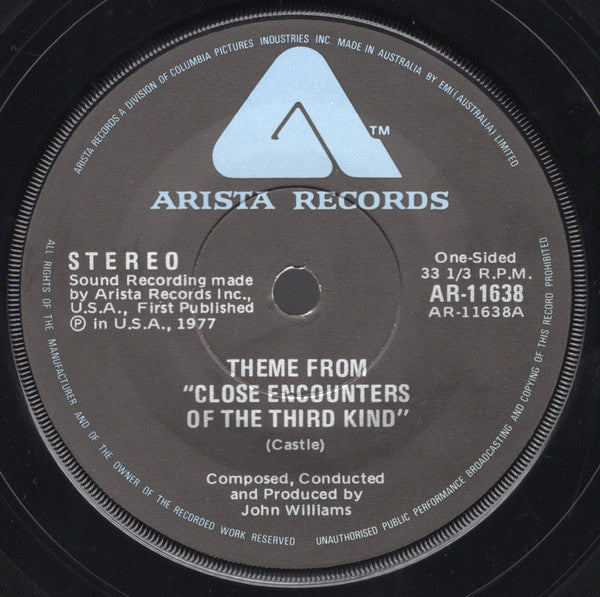 ARISTA RECORDS A DIVISION OF COLUMBIA PICTURES INDUSTRIES INC. MADE IN AUSTRALIA BY EMI (AUSTRALIA) LIMITED
TM
ARISTA RECORDS
STEREO
Sound Recording made
by Arista Records Inc.,
U.S.A., First Published
Ⓟ in U.S.A., 1977
One-Sided
33 1/3 R.P.M.
AR-11638
AR-11638A
THEME FROM
"CLOSE ENCOUNTERS
OF THE THIRD KIND"
(Castle)
Composed, Conducted
and Produced by
John Williams
ALL RIGHTS OF THE MANUFACTURER AND OF THE OWNER OF THE RECORDED WORK RESERVED
UNAUTHORISED PUBLIC PERFORMANCE BROADCASTING AND COPYING OF THIS RECORD PROHIBITED